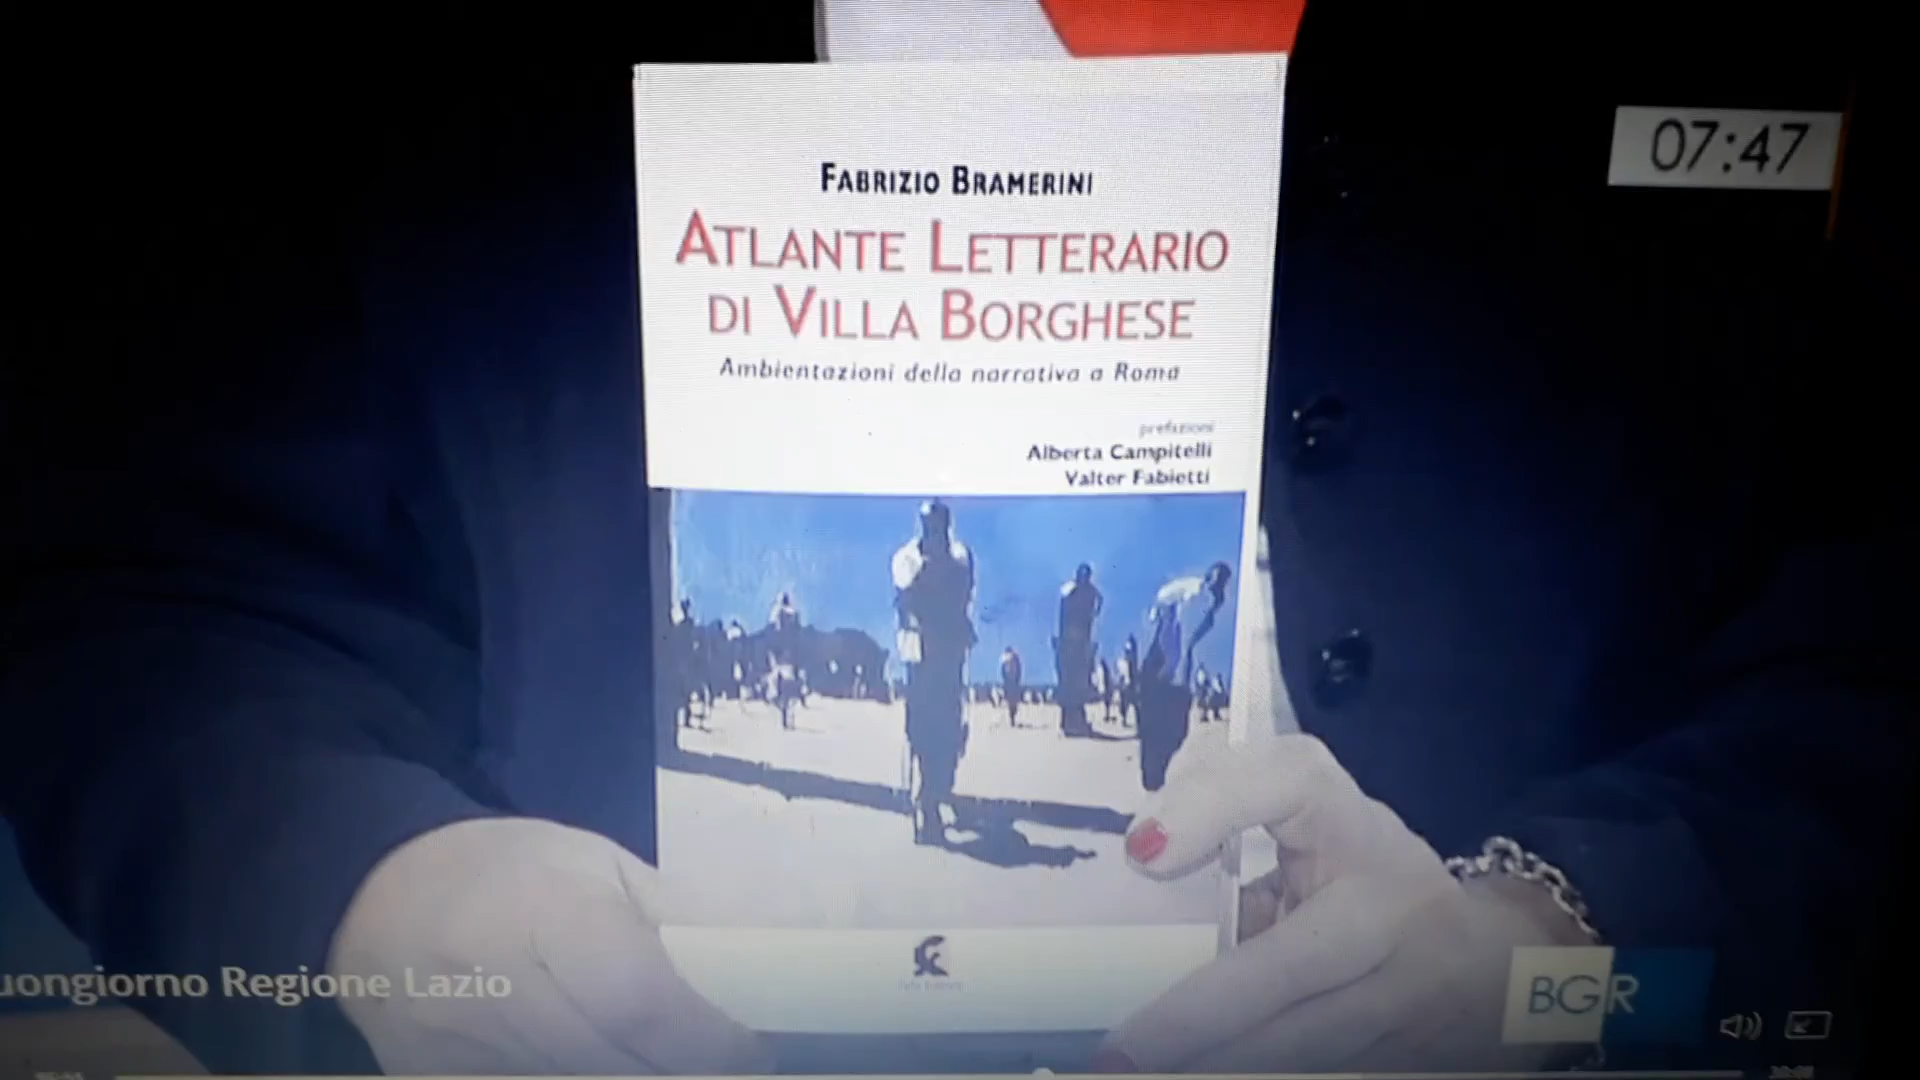 07:47
FABRIZIO BRAMERINI
ATLANTE LETTERARIO
DI VILLA BORGHESE
Ambientazioni della narrativa a Roma
prefazioni
Alberta Campitelli
Valter Fabietti
uongiorno Regione Lazio
BGR